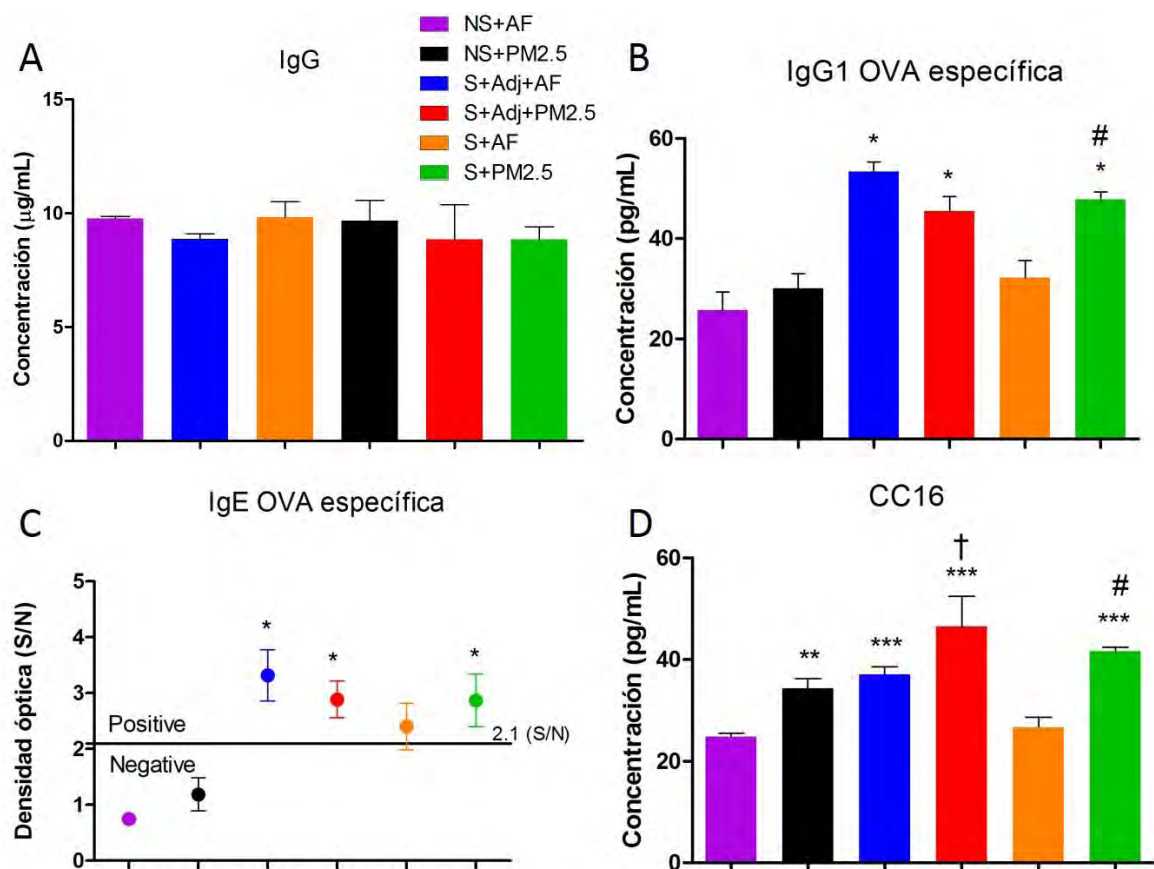 A
IgG
NS+AF
NS+PM2.5
S+Adj+AF
S+Adj+PM2.5
S+AF
S+PM2.5
Concentración (µg/mL)
15
10
5
0
B
IgG1 OVA específica
Concentración (pg/mL)
60
40
20
0
*
*
#
*
C
IgE OVA específica
Densidad óptica (S/N)
5
4
3
2
1
0
*
*
*
Positive
2.1 (S/N)
Negative
D
CC16
Concentración (pg/mL)
60
40
20
0
**
***
†
***
#
***